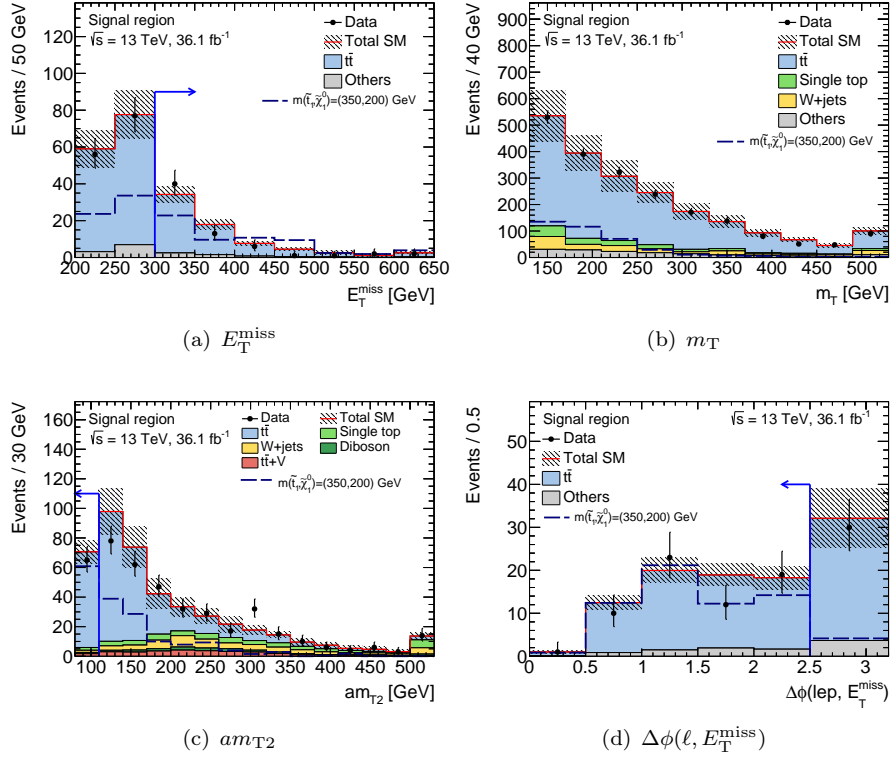 Events / 50 GeV
120
100
80
60
40
20
0
Signal region
√s = 13 TeV, 36.1 fb⁻¹
Data
Total SM
tt̄
Others
m(t̃₁,χ̃₁⁰)=(350,200) GeV
200 250 300 350 400 450 500 550 600 650
E_T^miss [GeV]
(a) E_T^miss
Events / 40 GeV
900
800
700
600
500
400
300
200
100
0
Signal region
√s = 13 TeV, 36.1 fb⁻¹
Data
Total SM
tt̄
Single top
W+jets
Others
m(t̃₁,χ̃₁⁰)=(350,200) GeV
150 210 270 330 390 450 510
m_T [GeV]
(b) m_T
Events / 30 GeV
160
140
120
100
80
60
40
20
0
Signal region
√s = 13 TeV, 36.1 fb⁻¹
Data
Total SM
tt̄
Single top
W+jets
Diboson
tt̄+V
m(t̃₁,χ̃₁⁰)=(350,200) GeV
100 150 200 250 300 350 400 450 500
am_T2 [GeV]
(c) am_T2
Events / 0.5
50
40
30
20
10
0
Signal region
√s = 13 TeV, 36.1 fb⁻¹
Data
Total SM
tt̄
Others
m(t̃₁,χ̃₁⁰)=(350,200) GeV
0 0.5 1 1.5 2 2.5 3
Δϕ(lep, E_T^miss)
(d) Δϕ(ℓ, E_T^miss)